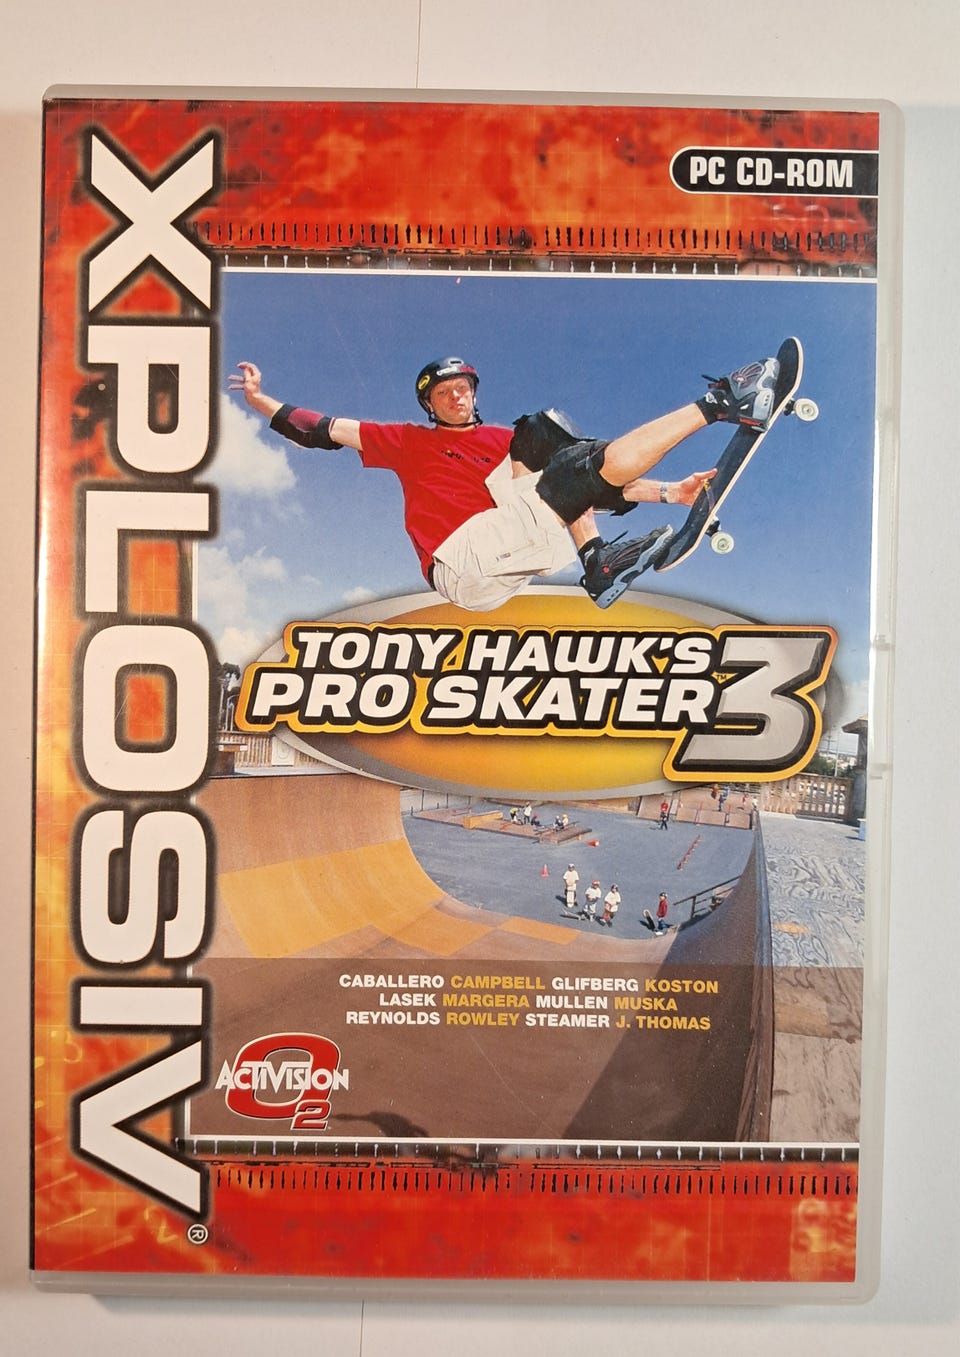 XPLOSIV®
PC CD-ROM
TONY HAWK'S
PRO SKATER 3™
CABALLERO CAMPBELL GLIFBERG KOSTON
LASEK MARGERA MULLEN MUSKA
REYNOLDS ROWLEY STEAMER J. THOMAS
ACTIVISION
O2